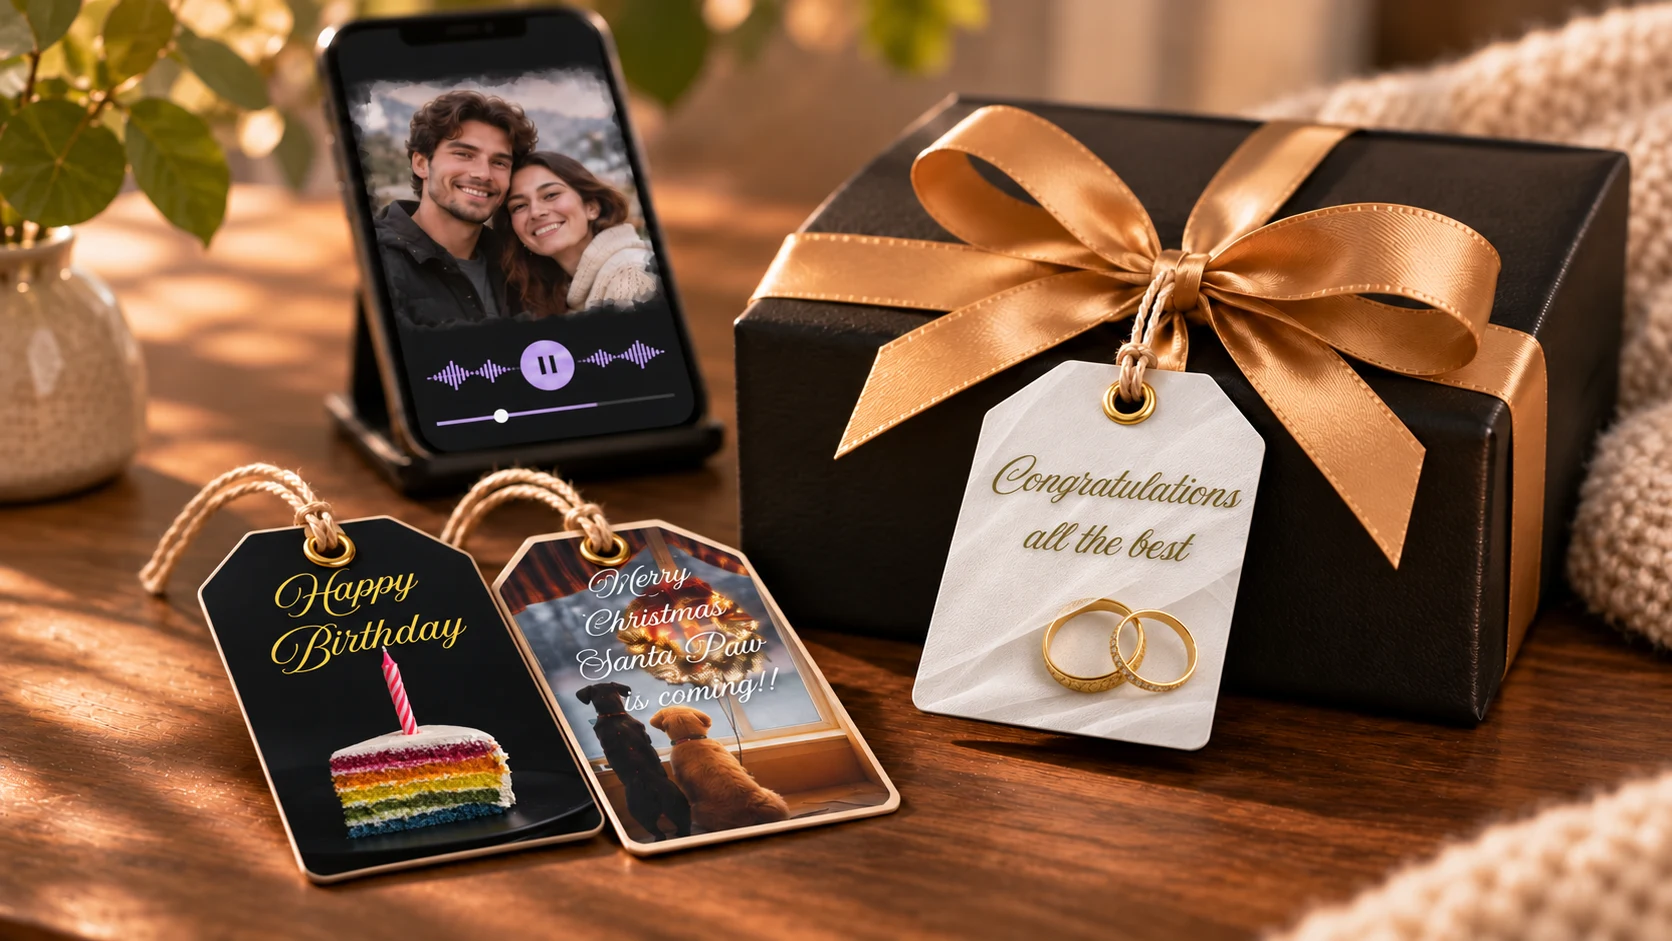 Happy
Birthday
Merry
Christmas
Santa Paw
is coming!!
Congratulations
all the best